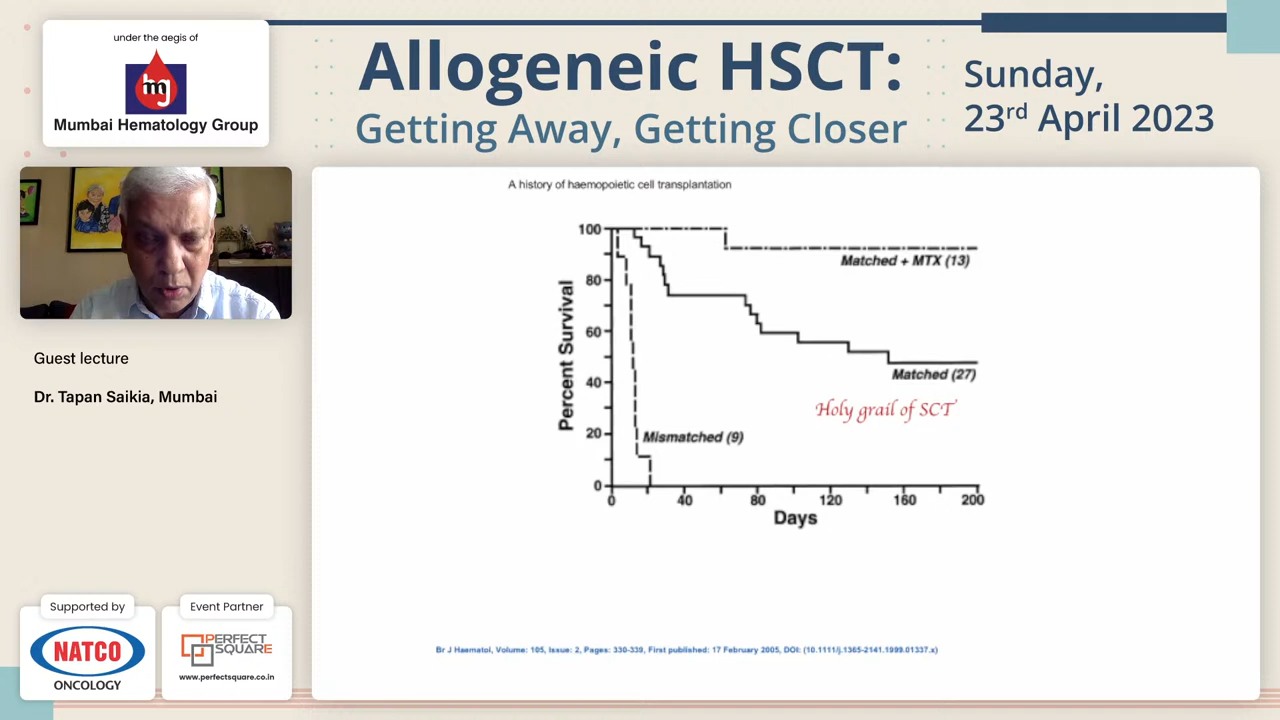 under the aegis of
mg
Mumbai Hematology Group
Allogeneic HSCT:
Getting Away, Getting Closer
Sunday,
23rd April 2023
Guest lecture
Dr. Tapan Saikia, Mumbai
A history of haemopoietic cell transplantation
100
80
60
40
20
0
Percent Survival
Matched + MTX (13)
Matched (27)
Holy grail of SCT
Mismatched (9)
0 40 80 120 160 200
Days
Br J Haematol, Volume: 105, Issue: 2, Pages: 330-339, First published: 17 February 2005, DOI: (10.1111/j.1365-2141.1999.01337.x)
Supported by
NATCO
ONCOLOGY
Event Partner
PERFECT
SQUARE
www.perfectsquare.co.in